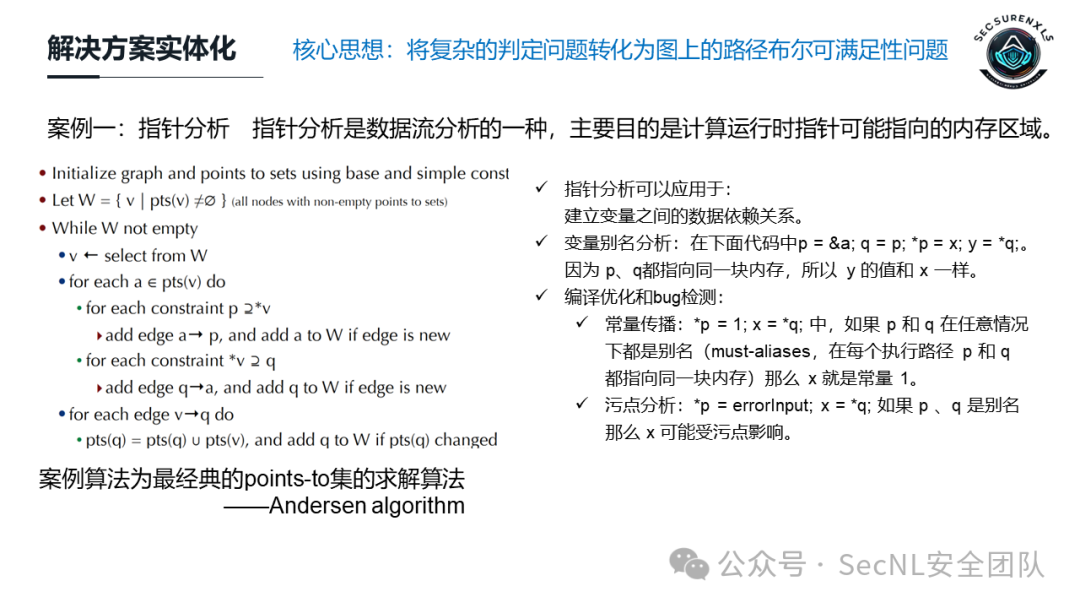 解决方案实体化
核心思想：将复杂的判定问题转化为图上的路径布尔可满足性问题
SECSURENXLS
案例一：指针分析 指针分析是数据流分析的一种，主要目的是计算运行时指针可能指向的内存区域。
• Initialize graph and points to sets using base and simple const
• Let W = { v | pts(v) ≠∅ } (all nodes with non-empty points to sets)
• While W not empty
• v ← select from W
• for each a ∈ pts(v) do
• for each constraint p ⊇*v
▸ add edge a→ p, and add a to W if edge is new
• for each constraint *v ⊇ q
▸ add edge q→a, and add q to W if edge is new
• for each edge v→q do
• pts(q) = pts(q) ∪ pts(v), and add q to W if pts(q) changed
案例算法为最经典的points-to集的求解算法
——Andersen algorithm
✓ 指针分析可以应用于：
建立变量之间的数据依赖关系。
✓ 变量别名分析：在下面代码中p = &a; q = p; *p = x; y = *q;。
因为 p、q都指向同一块内存，所以 y 的值和 x 一样。
✓ 编译优化和bug检测：
✓ 常量传播：*p = 1; x = *q; 中，如果 p 和 q 在任意情况
下都是别名（must-aliases，在每个执行路径 p 和 q
都指向同一块内存）那么 x 就是常量 1。
✓ 污点分析：*p = errorInput; x = *q; 如果 p 、q 是别名
那么 x 可能受污点影响。
公众号 · SecNL安全团队